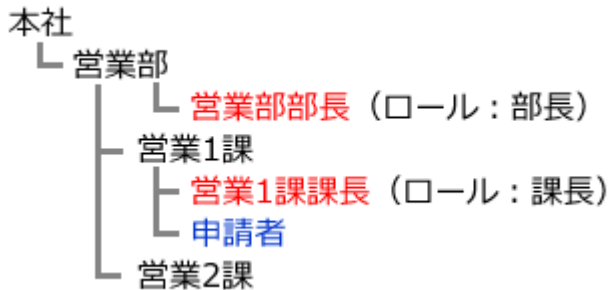 本社
営業部
営業部部長（ロール：部長）
営業1課
営業1課課長（ロール：課長）
申請者
営業2課